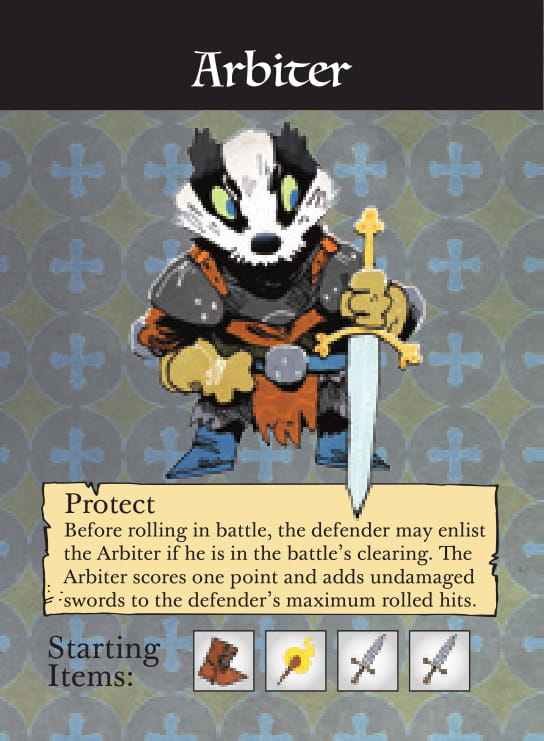 Arbiter
Protect
Before rolling in battle, the defender may enlist
the Arbiter if he is in the battle’s clearing. The
Arbiter scores one point and adds undamaged
swords to the defender’s maximum rolled hits.
Starting
Items: